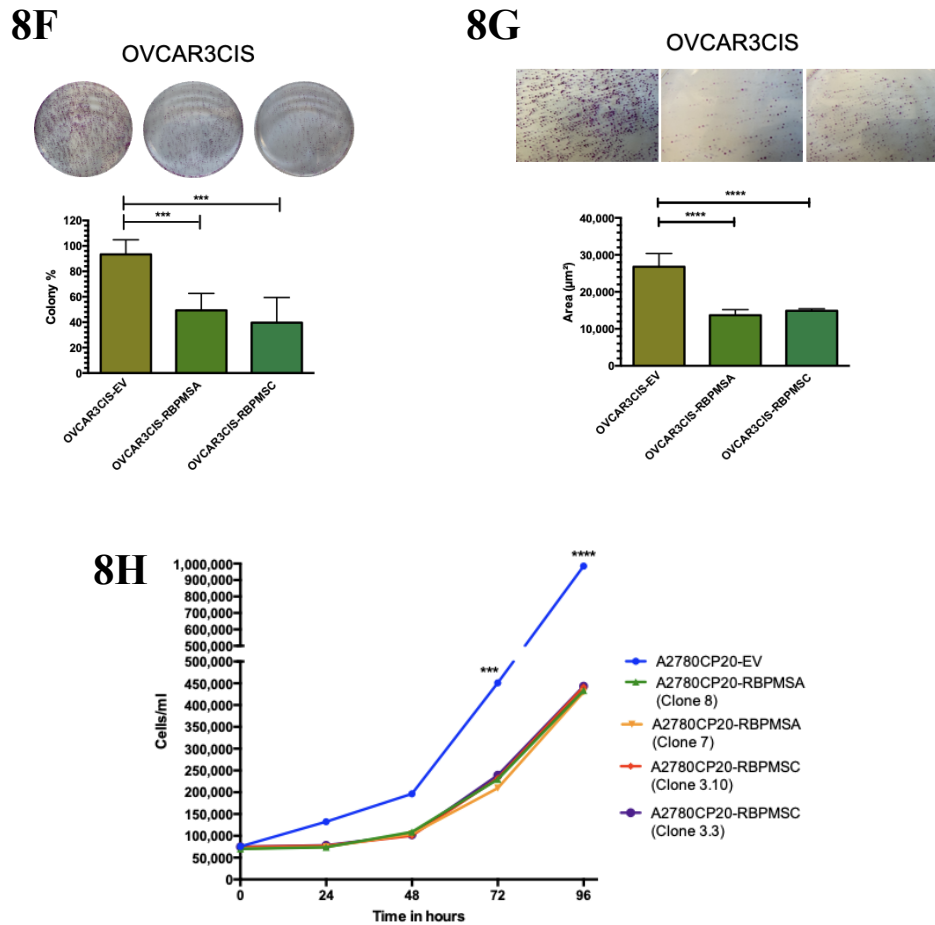 8F
OVCAR3CIS
***
***
120
100
80
60
40
20
0
Colony %
OVCAR3CIS-EV
OVCAR3CIS-RBPMSA
OVCAR3CIS-RBPMSC
8G
OVCAR3CIS
****
****
40,000
30,000
20,000
10,000
0
Area (µm²)
OVCAR3CIS-EV
OVCAR3CIS-RBPMSA
OVCAR3CIS-RBPMSC
8H
1,000,000
900,000
800,000
700,000
600,000
500,000
500,000
450,000
400,000
350,000
300,000
250,000
200,000
150,000
100,000
50,000
0
Cells/ml
***
****
0 24 48 72 96
Time in hours
A2780CP20-EV
A2780CP20-RBPMSA
(Clone 8)
A2780CP20-RBPMSA
(Clone 7)
A2780CP20-RBPMSC
(Clone 3.10)
A2780CP20-RBPMSC
(Clone 3.3)